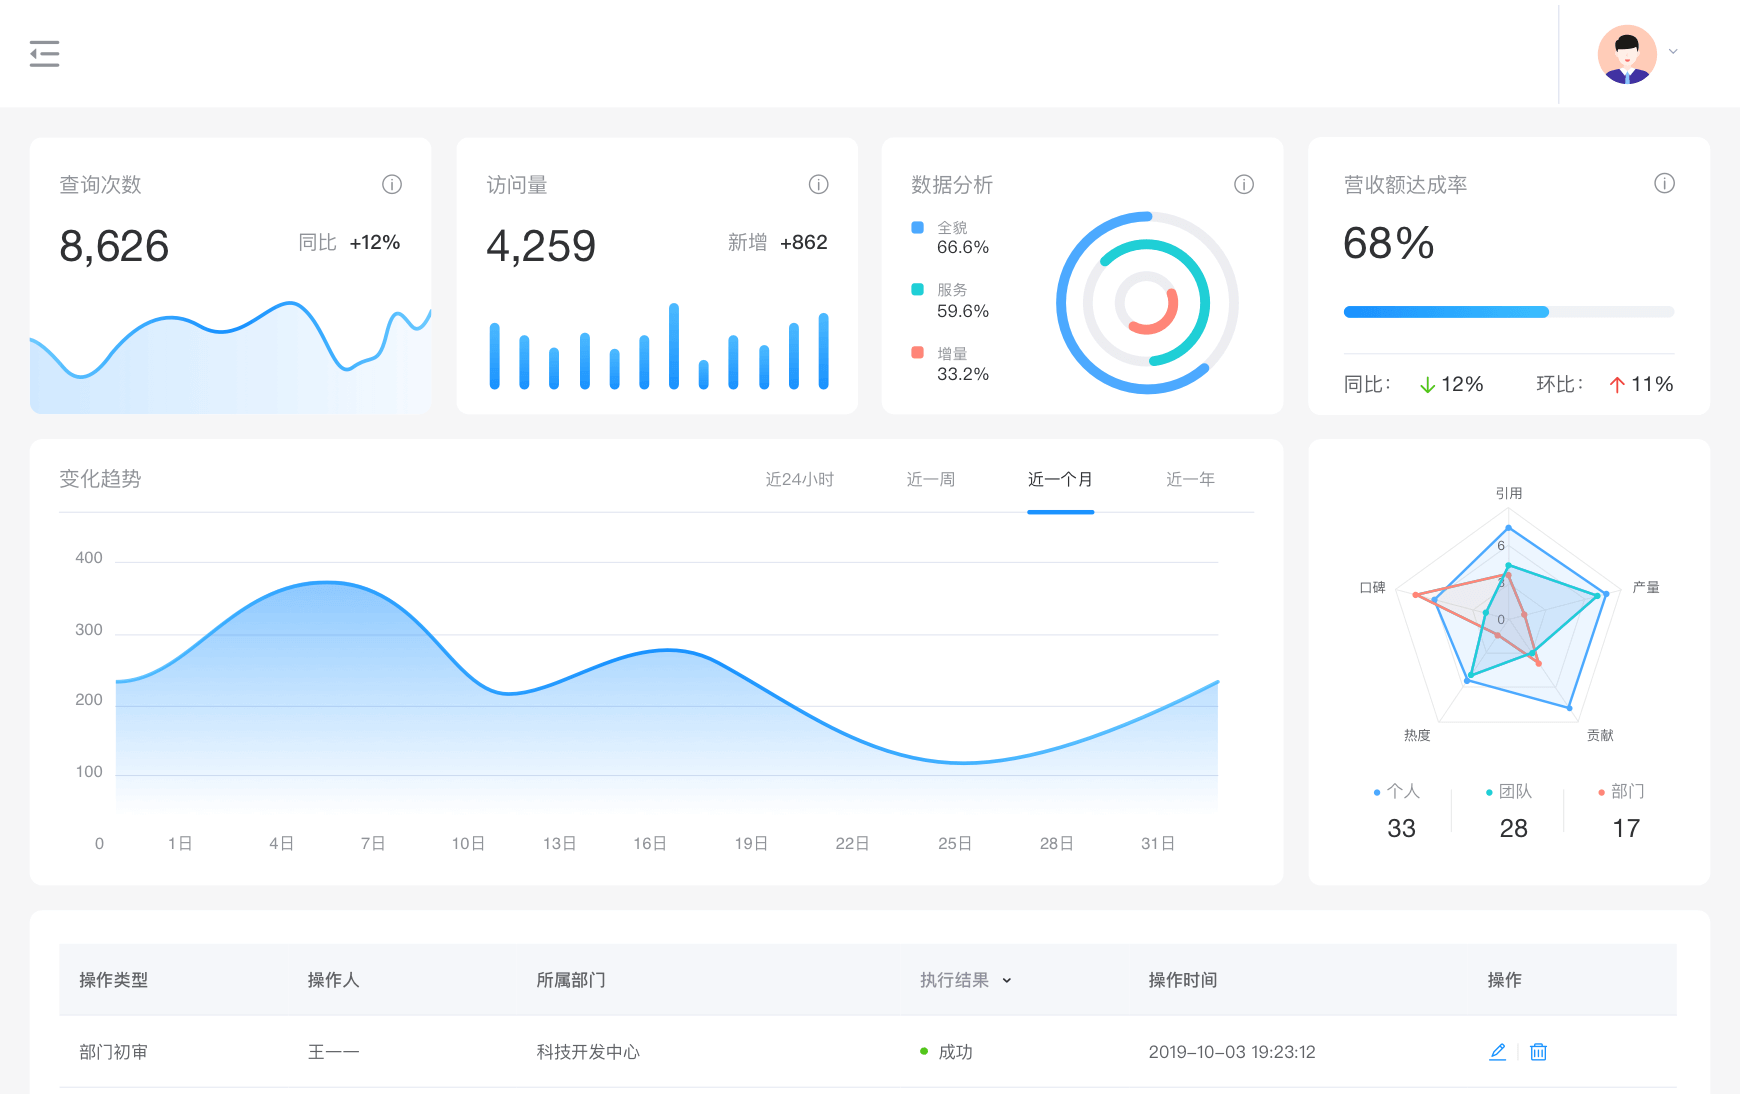 查询次数
8,626
同比 +12%
访问量
4,259
新增 +862
数据分析
全貌
66.6%
服务
59.6%
增量
33.2%
营收额达成率
68%
同比： 12% 环比： 11%
变化趋势
近24小时 近一周 近一个月 近一年
400
300
200
100
0 1日 4日 7日 10日 13日 16日 19日 22日 25日 28日 31日
引用
6
3
0
口碑
产量
热度
贡献
个人 团队 部门
33 28 17
操作类型 操作人 所属部门 执行结果 操作时间 操作
部门初审 王一一 科技开发中心 成功 2019-10-03 19:23:12